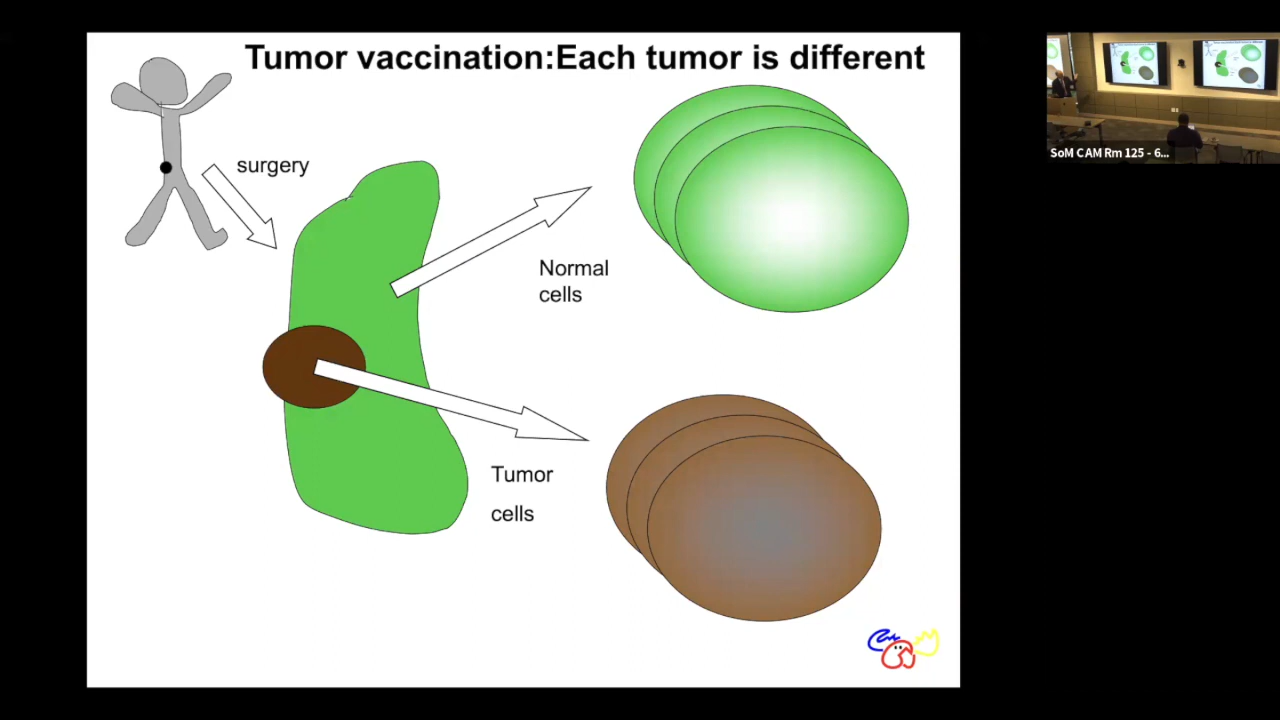 Tumor vaccination:Each tumor is different
surgery
Normal
cells
Tumor
cells
SoM CAM Rm 125 - 6...